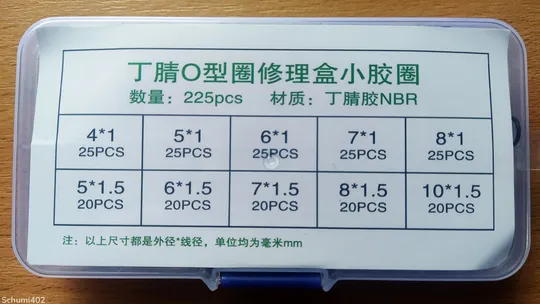 丁腈O型圈修理盒小胶圈
数量：225pcs 材质：丁腈胶NBR
4*1 5*1 6*1 7*1 8*1
25PCS 25PCS 25PCS 25PCS 25PCS
5*1.5 6*1.5 7*1.5 8*1.5 10*1.5
20PCS 20PCS 20PCS 20PCS 20PCS
注：以上尺寸都是外径*线径，单位均为毫米mm
Schumi402